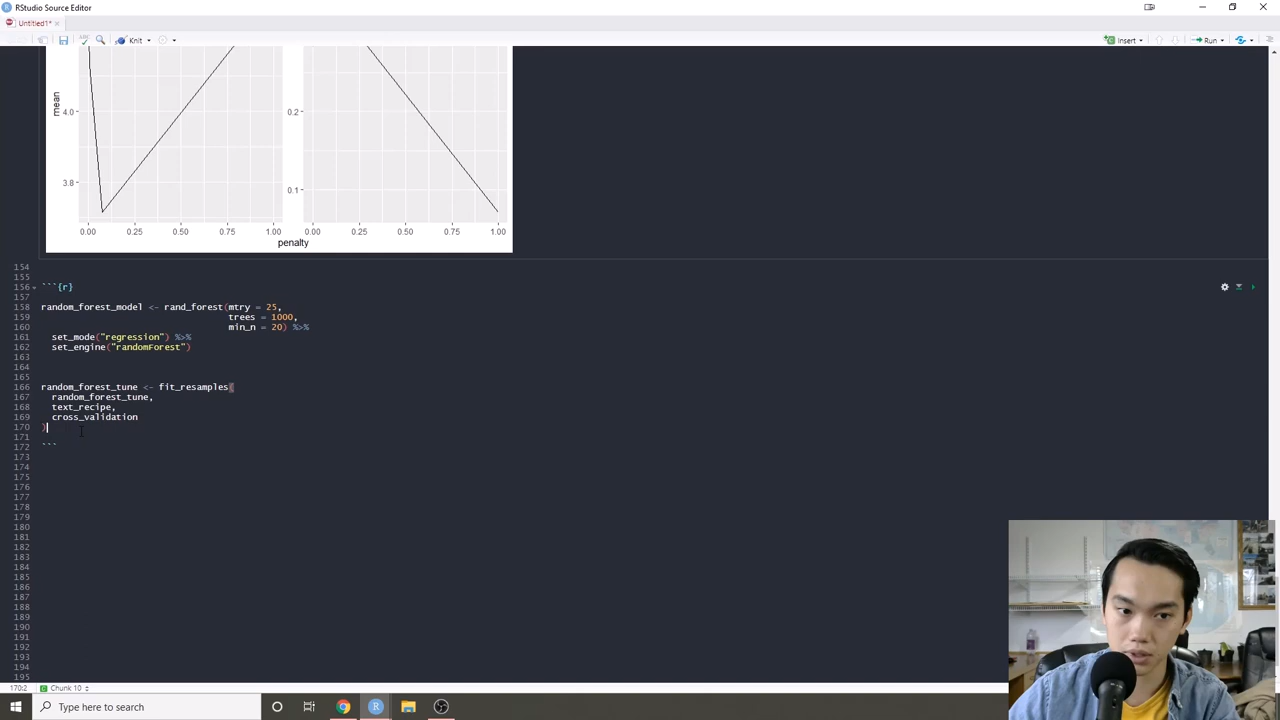 RStudio Source Editor
Untitled1*
Knit
Insert
Run
mean
4.0
3.8
0.2
0.1
0.00 0.25 0.50 0.75 1.00 0.00 0.25 0.50 0.75 1.00
penalty
154
155
156 ```{r}
157
158 random_forest_model <- rand_forest(mtry = 25,
159 trees = 1000,
160 min_n = 20) %>%
161 set_mode("regression") %>%
162 set_engine("randomForest")
163
164
165
166 random_forest_tune <- fit_resamples(
167 random_forest_tune,
168 text_recipe,
169 cross_validation
170 )
171
172 ```
173
174
175
176
177
178
179
180
181
182
183
184
185
186
187
188
189
190
191
192
193
194
195
170:2 Chunk 10
Type here to search